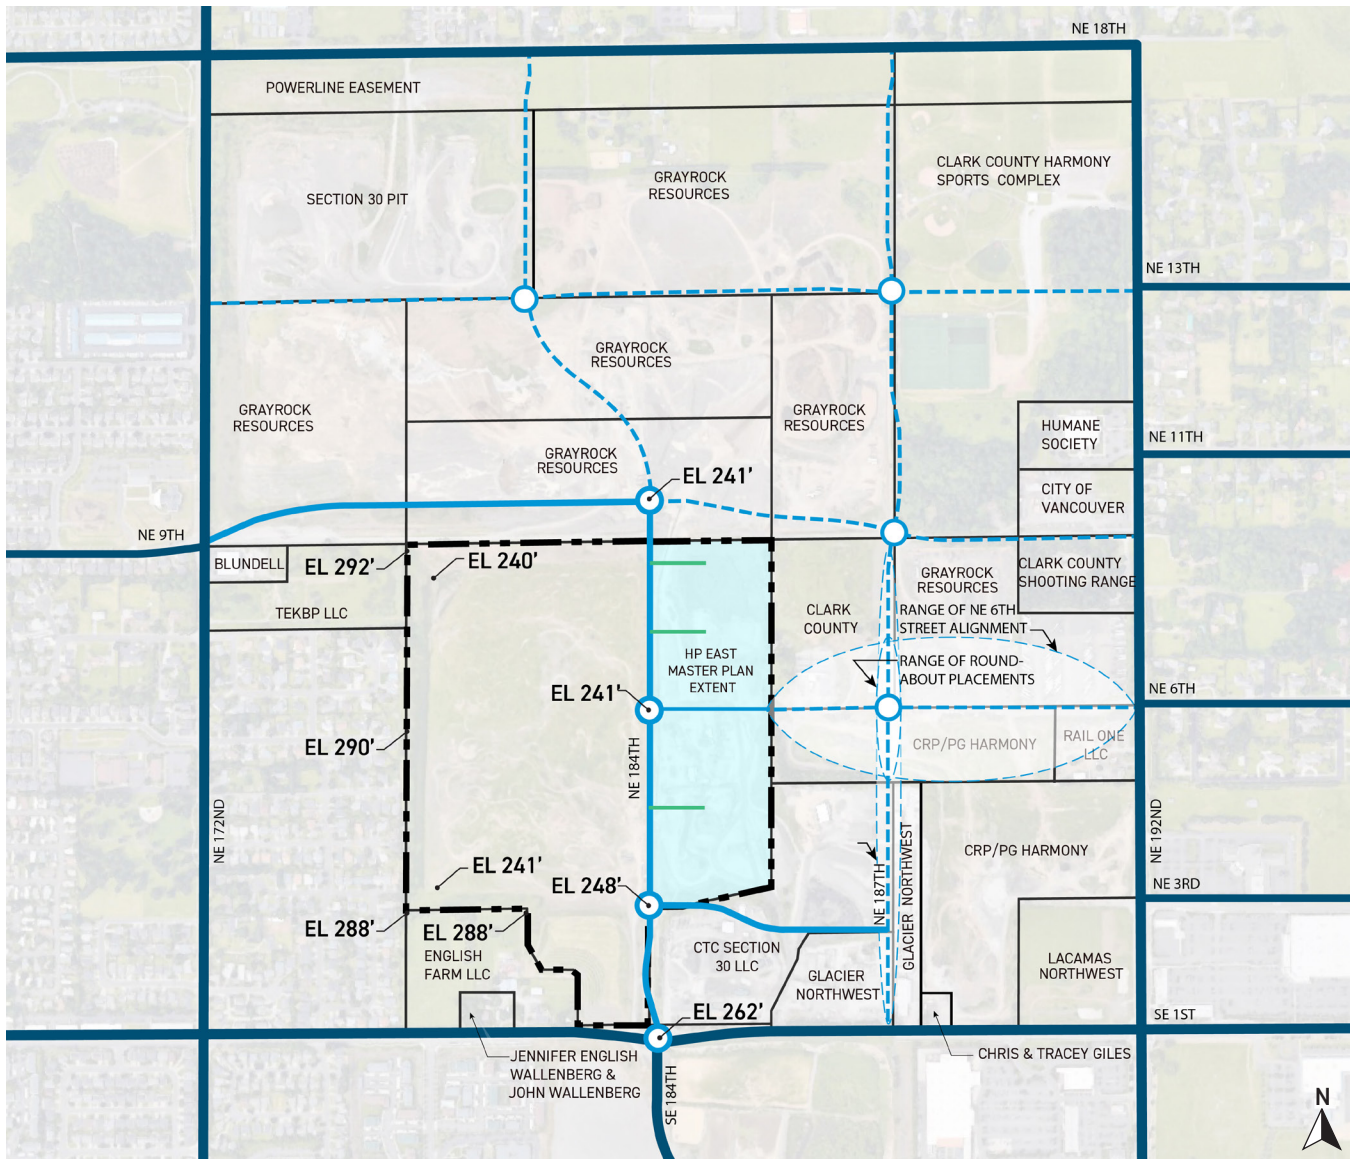 NE 18TH
POWERLINE EASEMENT
CLARK COUNTY HARMONY
SPORTS COMPLEX
GRAYROCK
RESOURCES
SECTION 30 PIT
NE 13TH
GRAYROCK
RESOURCES
GRAYROCK
RESOURCES
GRAYROCK
RESOURCES
HUMANE
SOCIETY
NE 11TH
GRAYROCK
RESOURCES
EL 241'
CITY OF
VANCOUVER
NE 9TH
BLUNDELL
EL 292'
EL 240'
GRAYROCK
RESOURCES
CLARK COUNTY
SHOOTING RANGE
TEKBP LLC
CLARK
COUNTY
RANGE OF NE 6TH
STREET ALIGNMENT
HP EAST
MASTER PLAN
EXTENT
RANGE OF ROUND-
ABOUT PLACEMENTS
EL 241'
NE 6TH
EL 290'
NE 184TH
CRP/PG HARMONY
RAIL ONE
LLC
NE 172ND
NE 192ND
EL 241'
EL 248'
NE 187TH
GLACIER NORTHWEST
CRP/PG HARMONY
NE 3RD
EL 288'
EL 288'
ENGLISH
FARM LLC
CTC SECTION
30 LLC
GLACIER
NORTHWEST
LACAMAS
NORTHWEST
EL 262'
SE 1ST
JENNIFER ENGLISH
WALLENBERG &
JOHN WALLENBERG
SE 184TH
CHRIS & TRACEY GILES
N